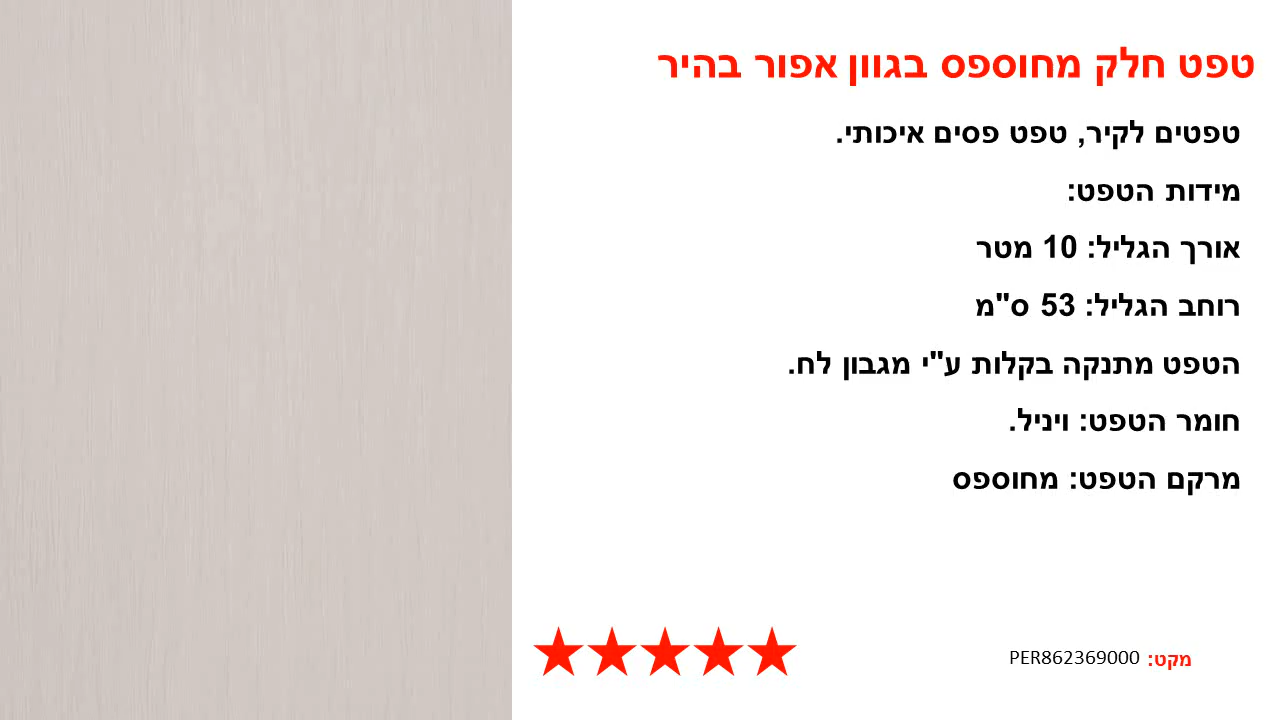 טפט חלק מחוספס בגוון אפור בהיר
טפטים לקיר, טפט פסים איכותי.
מידות הטפט:
אורך הגליל: 10 מטר
רוחב הגליל: 53 ס"מ
הטפט מתנקה בקלות ע"י מגבון לח.
חומר הטפט: ויניל.
מרקם הטפט: מחוספס
מקט: PER862369000